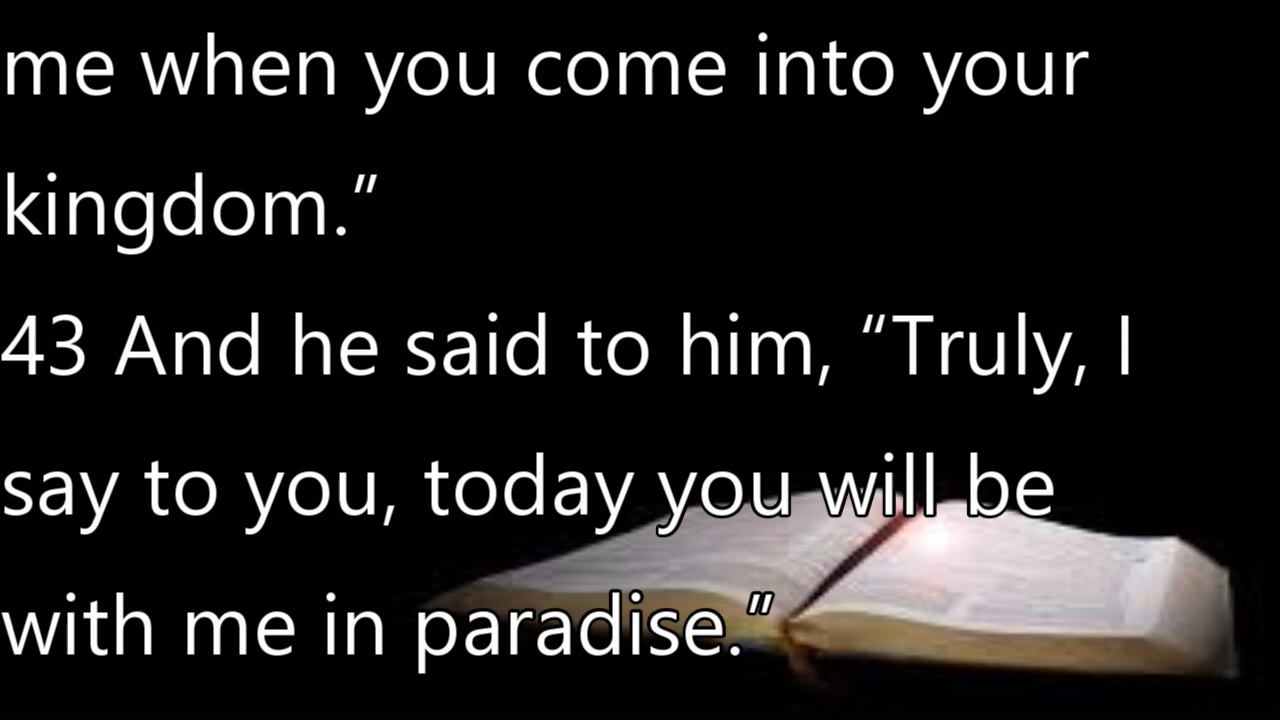 me when you come into your
kingdom.”
43 And he said to him, “Truly, I
say to you, today you will be
with me in paradise.”